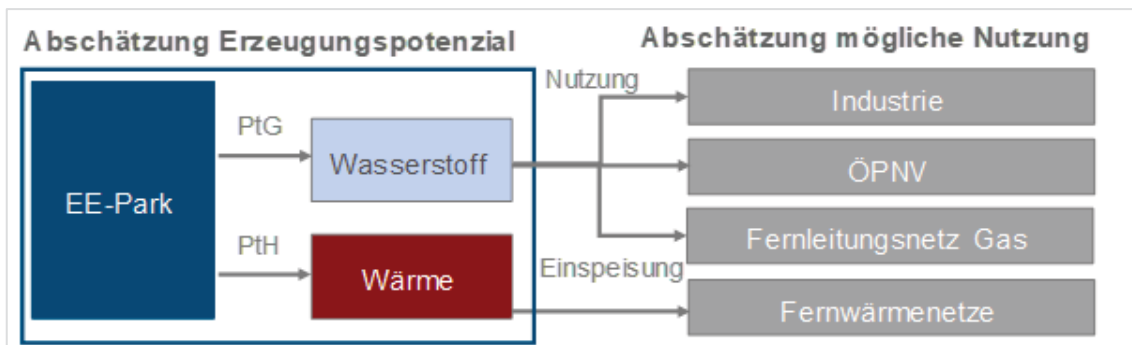 Abschätzung Erzeugungspotenzial
Abschätzung mögliche Nutzung
EE-Park
PtG
Wasserstoff
PtH
Wärme
Nutzung
Einspeisung
Industrie
ÖPNV
Fernleitungsnetz Gas
Fernwärmenetze